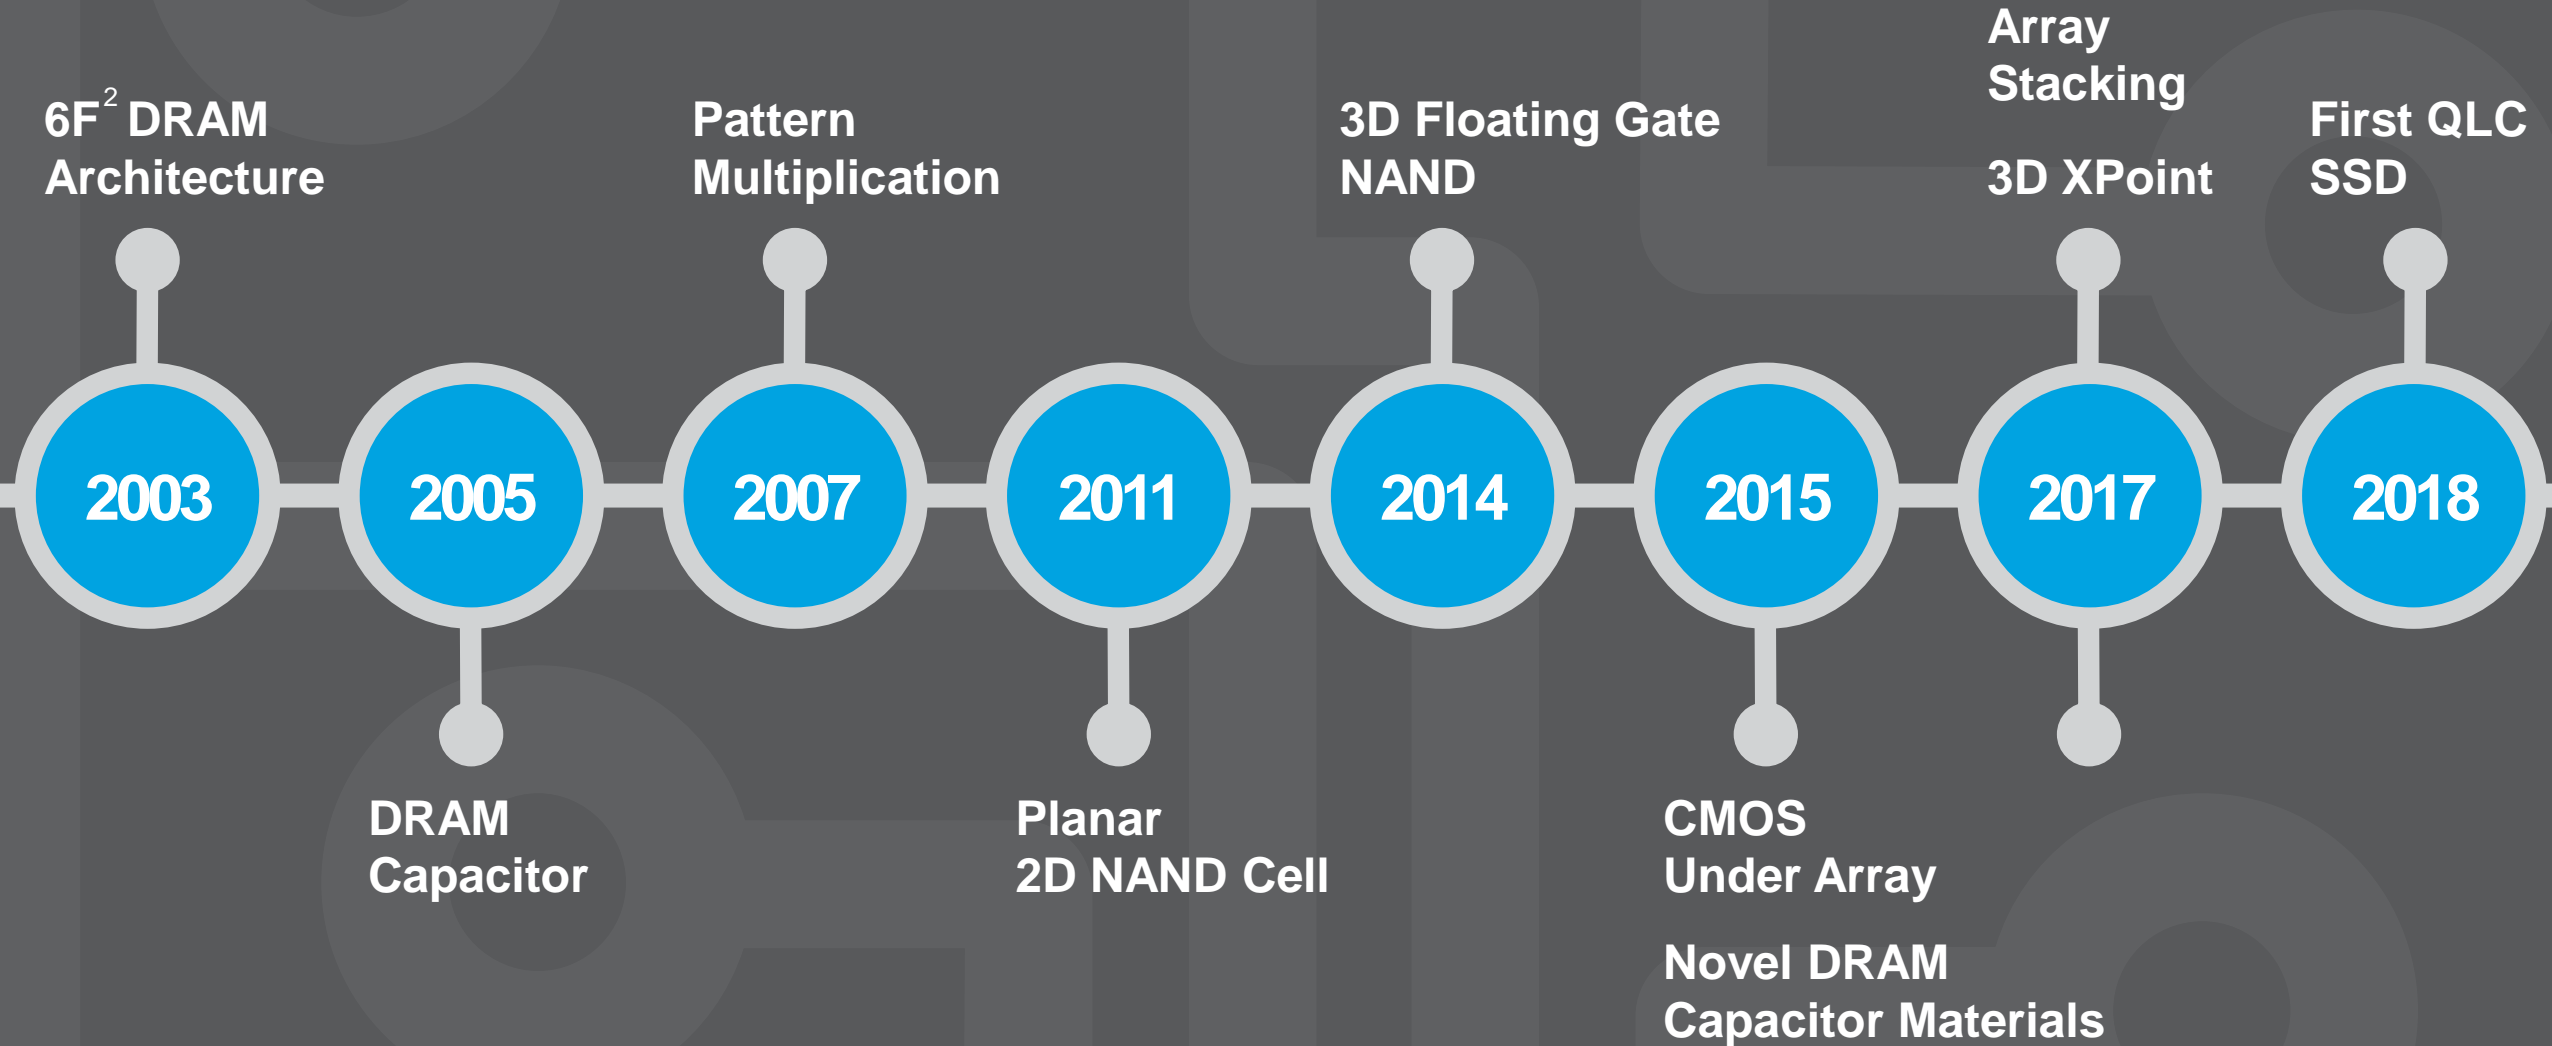 Array
Stacking
6F² DRAM
Architecture
Pattern
Multiplication
3D Floating Gate
NAND
3D XPoint
First QLC
SSD
2003
2005
2007
2011
2014
2015
2017
2018
DRAM
Capacitor
Planar
2D NAND Cell
CMOS
Under Array
Novel DRAM
Capacitor Materials